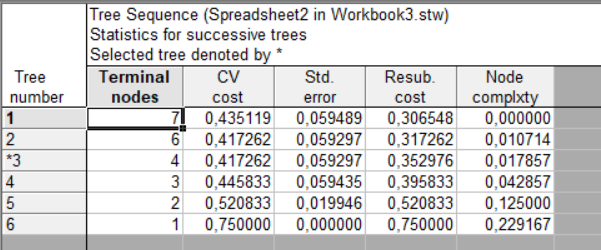 Tree Sequence (Spreadsheet2 in Workbook3.stw)
Statistics for successive trees
Selected tree denoted by *
Tree number Terminal nodes CV cost Std. error Resub. cost Node complxty
1 7 0,435119 0,059489 0,306548 0,000000
2 6 0,417262 0,059297 0,317262 0,010714
*3 4 0,417262 0,059297 0,352976 0,017857
4 3 0,445833 0,059435 0,395833 0,042857
5 2 0,520833 0,019946 0,520833 0,125000
6 1 0,750000 0,000000 0,750000 0,229167